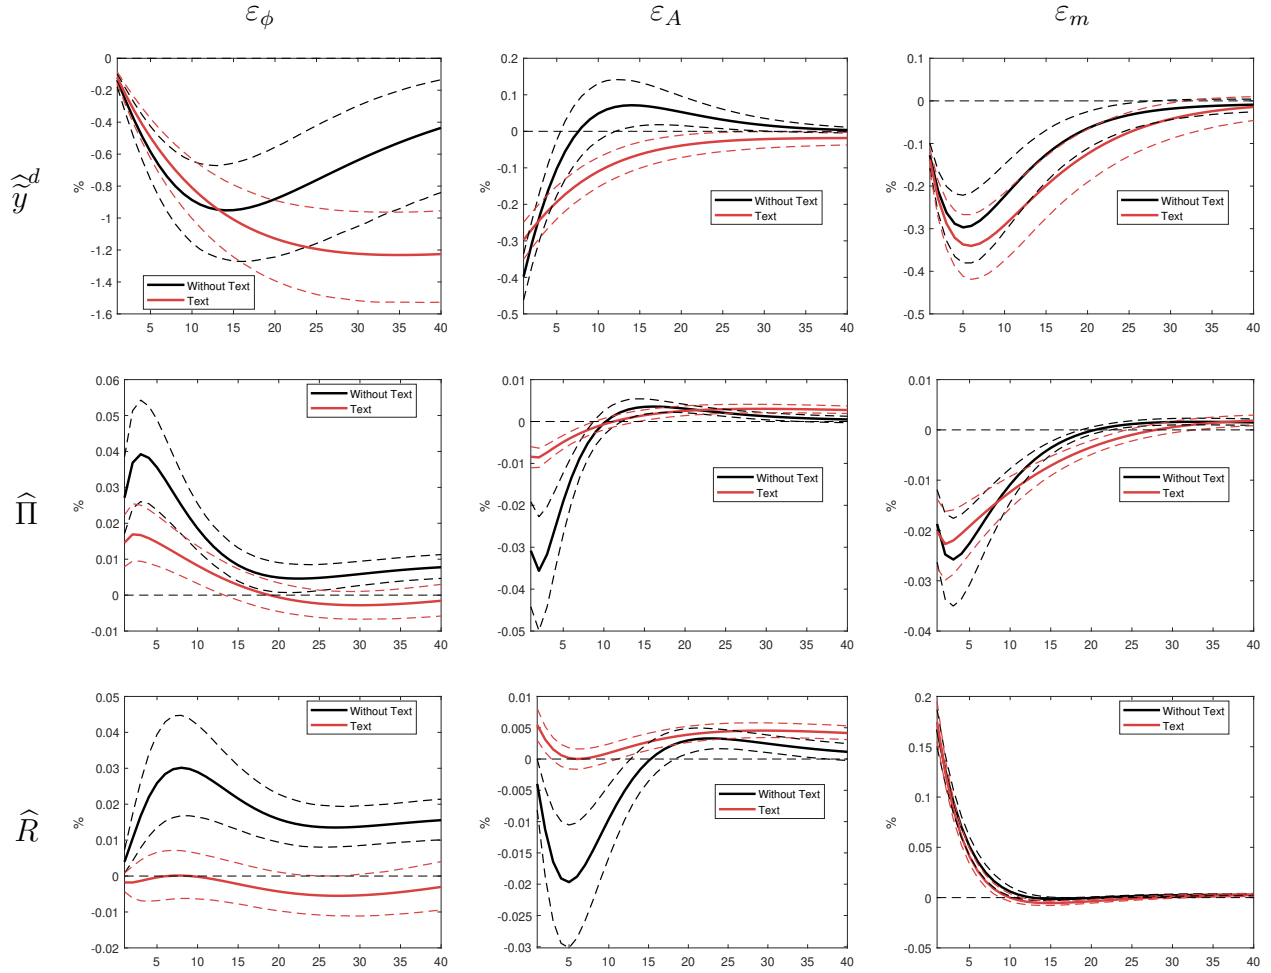 ε_ϕ ε_A ε_m
ŷ̃^d
%
0
-0.2
-0.4
-0.6
-0.8
-1
-1.2
-1.4
-1.6
5 10 15 20 25 30 35 40
Without Text
Text
%
0.2
0.1
0
-0.1
-0.2
-0.3
-0.4
-0.5
5 10 15 20 25 30 35 40
Without Text
Text
%
0.1
0
-0.1
-0.2
-0.3
-0.4
-0.5
5 10 15 20 25 30 35 40
Without Text
Text
Π̂
%
0.06
0.05
0.04
0.03
0.02
0.01
0
-0.01
5 10 15 20 25 30 35 40
Without Text
Text
%
0.01
0
-0.01
-0.02
-0.03
-0.04
-0.05
5 10 15 20 25 30 35 40
Without Text
Text
%
0.01
0
-0.01
-0.02
-0.03
-0.04
5 10 15 20 25 30 35 40
Without Text
Text
R̂
%
0.05
0.04
0.03
0.02
0.01
0
-0.01
-0.02
5 10 15 20 25 30 35 40
Without Text
Text
%
0.01
0.005
0
-0.005
-0.01
-0.015
-0.02
-0.025
-0.03
5 10 15 20 25 30 35 40
Without Text
Text
%
0.2
0.15
0.1
0.05
0
-0.05
5 10 15 20 25 30 35 40
Without Text
Text